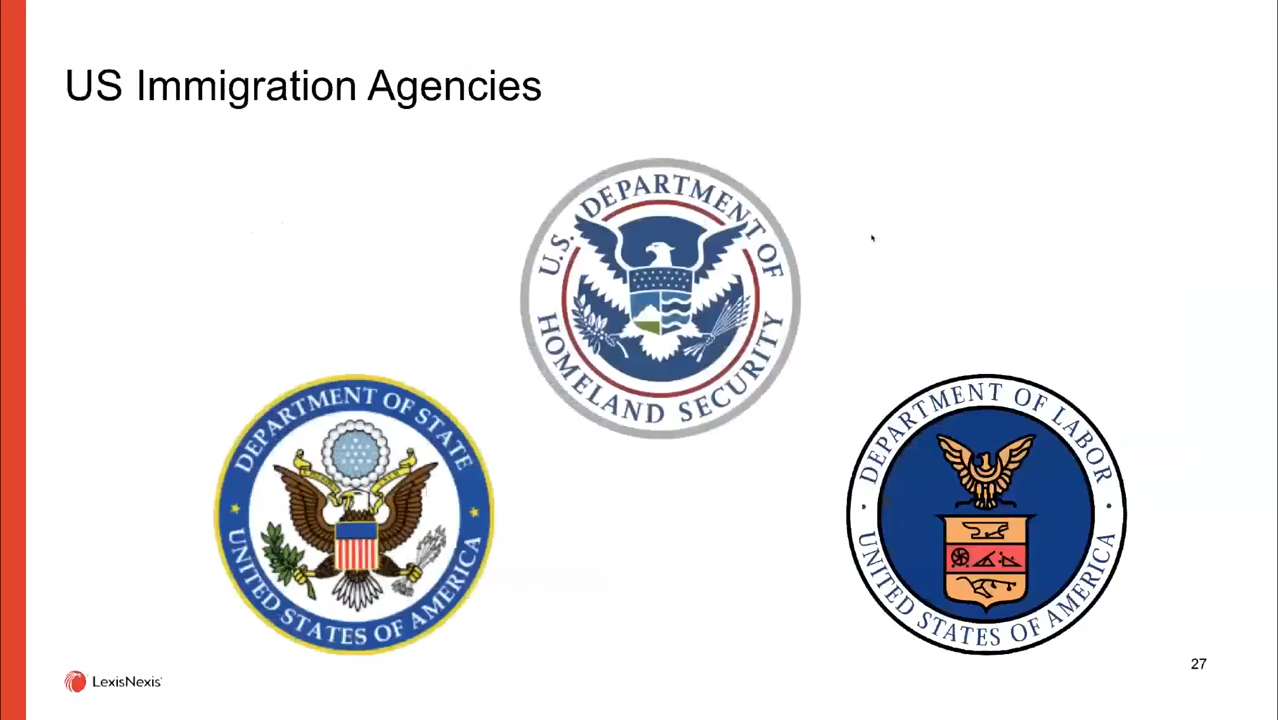 US Immigration Agencies
U.S. DEPARTMENT OF
HOMELAND SECURITY
DEPARTMENT OF STATE
UNITED STATES OF AMERICA
DEPARTMENT OF LABOR
UNITED STATES OF AMERICA
LexisNexis
27